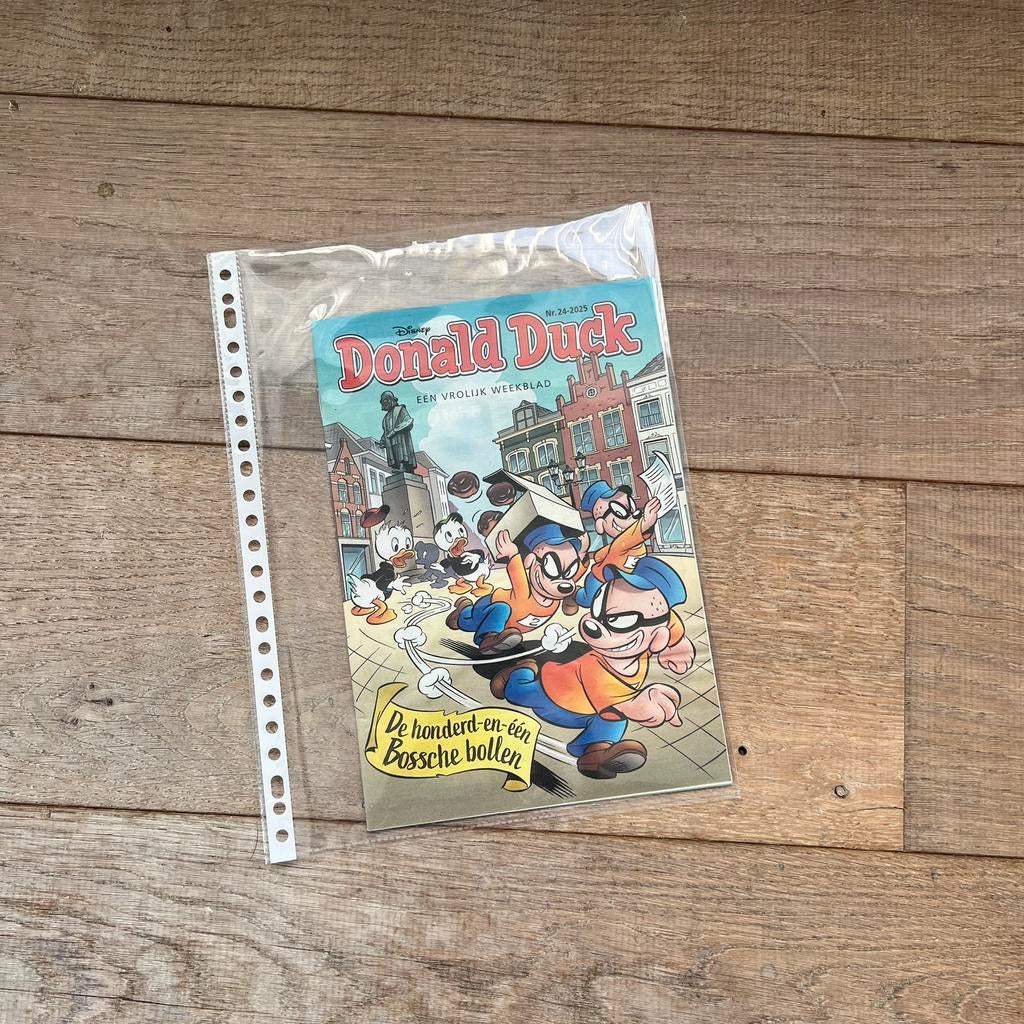 Disney
Nr.24-2025
Donald Duck
EEN VROLIJK WEEKBLAD
De honderd-en-één
Bossche bollen